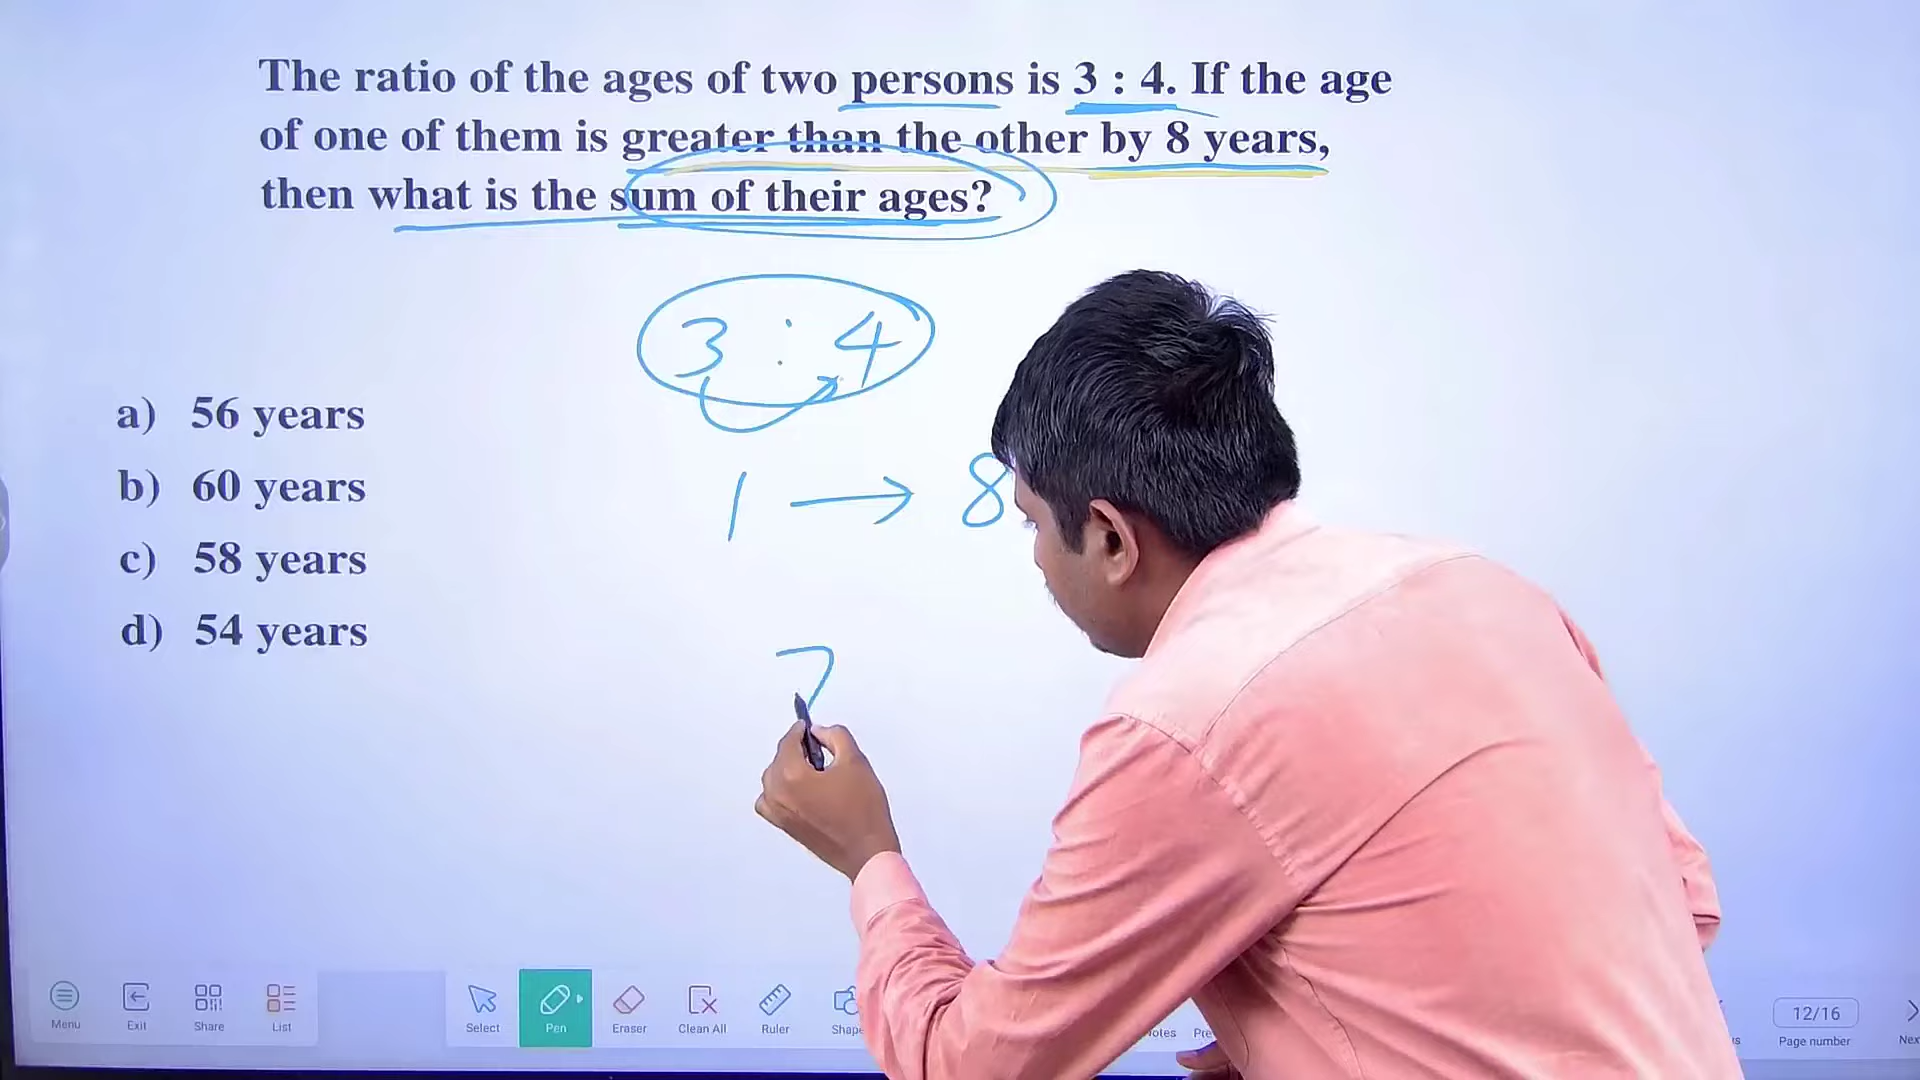 The ratio of the ages of two persons is 3 : 4. If the age
of one of them is greater than the other by 8 years,
then what is the sum of their ages?
3 : 4
a) 56 years
b) 60 years
1 → 8
c) 58 years
d) 54 years
7
Menu Exit Share List Select Pen Eraser Clean All Ruler
12/16
Page number